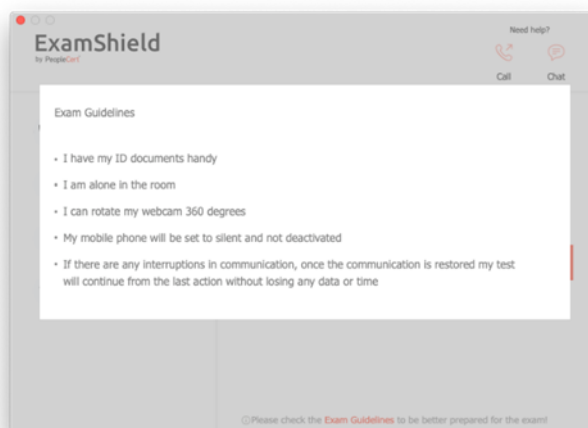 Need help?
ExamShield
by PeopleCert
Call
Chat
Exam Guidelines
• I have my ID documents handy
• I am alone in the room
• I can rotate my webcam 360 degrees
• My mobile phone will be set to silent and not deactivated
• If there are any interruptions in communication, once the communication is restored my test
will continue from the last action without losing any data or time
Please check the Exam Guidelines to be better prepared for the exam!